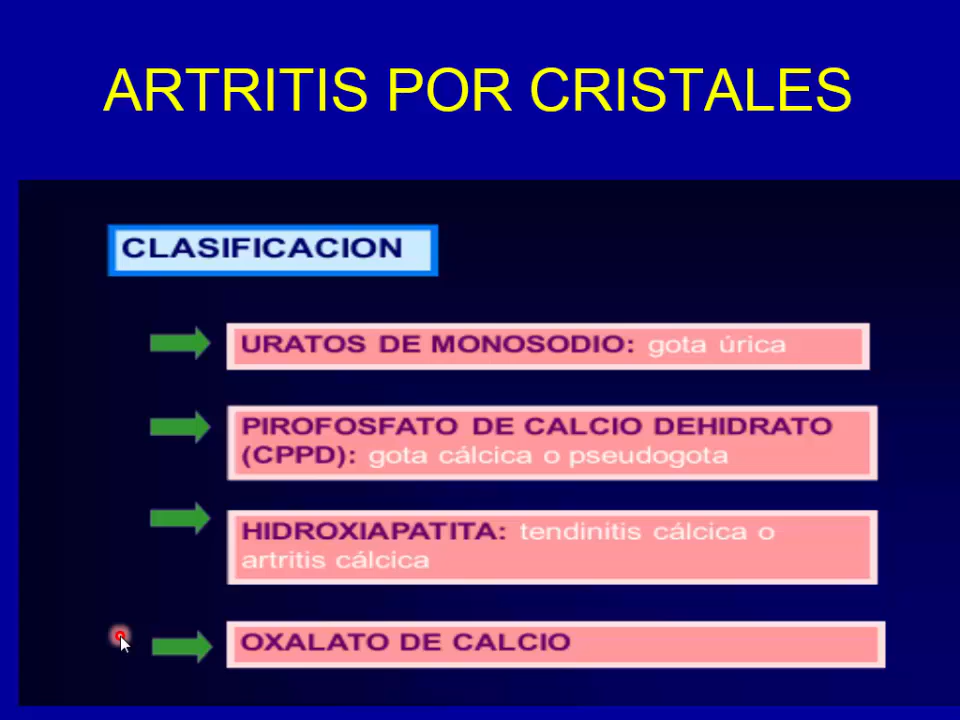 ARTRITIS POR CRISTALES
CLASIFICACION
URATOS DE MONOSODIO: gota úrica
PIROFOSFATO DE CALCIO DEHIDRATO
(CPPD): gota cálcica o pseudogota
HIDROXIAPATITA: tendinitis cálcica o
artritis cálcica
OXALATO DE CALCIO